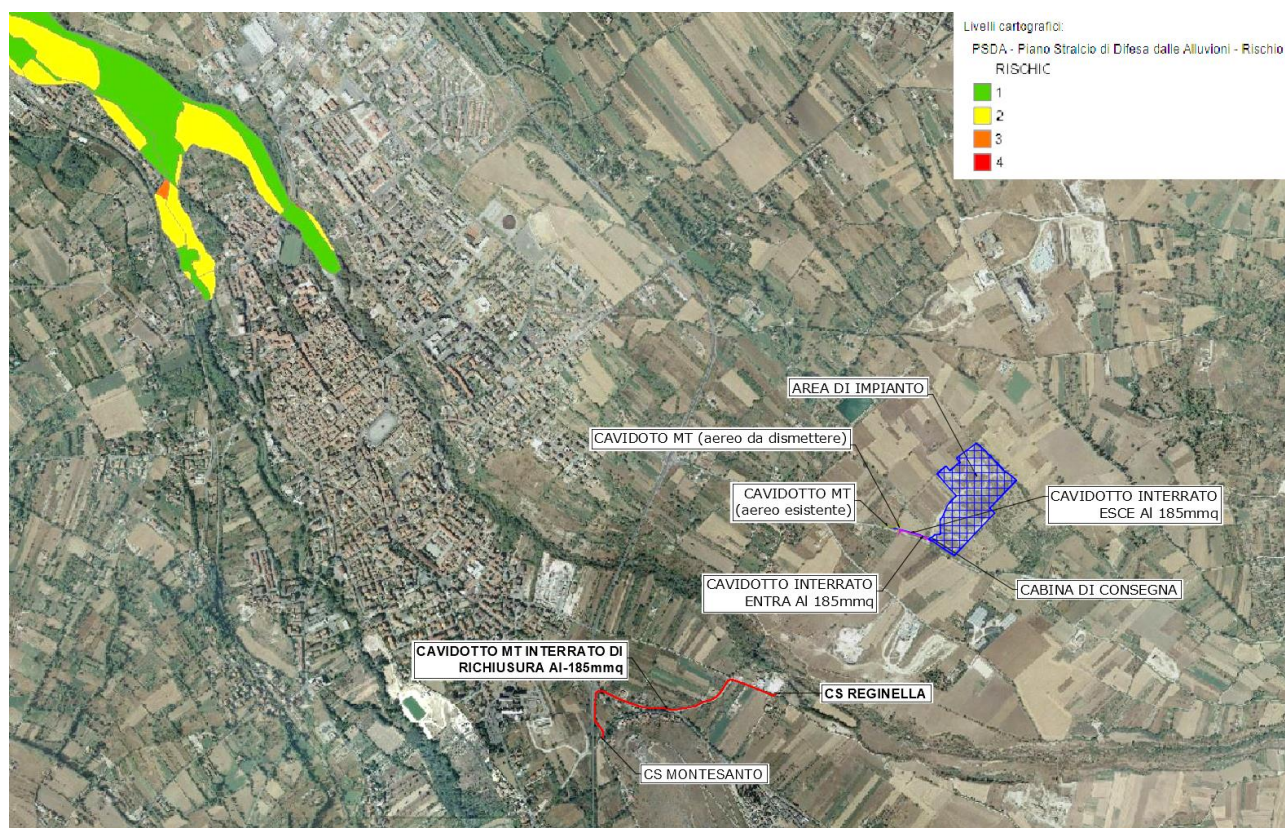 Livelli cartografici:
PSDA - Piano Stralcio di Difesa dalle Alluvioni - Rischio
RISCHIC
1
2
3
4
AREA DI IMPIANTO
CAVIDOTO MT (aereo da dismettere)
CAVIDOTTO MT
(aereo esistente)
CAVIDOTTO INTERRATO
ESCE Al 185mmq
CAVIDOTTO INTERRATO
ENTRA Al 185mmq
CABINA DI CONSEGNA
CAVIDOTTO MT INTERRATO DI
RICHIUSURA Al-185mmq
CS REGINELLA
CS MONTESANTO